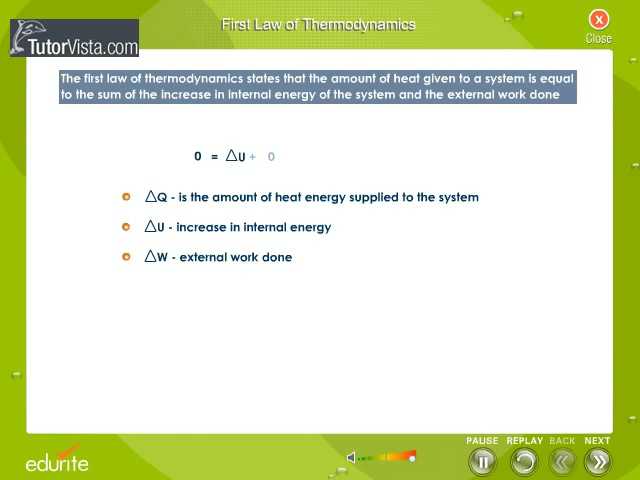 First Law of Thermodynamics
x
Close
TutorVista.com
The first law of thermodynamics states that the amount of heat given to a system is equal
to the sum of the increase in internal energy of the system and the external work done
0 = △U + 0
△Q - is the amount of heat energy supplied to the system
△U - increase in internal energy
△W - external work done
PAUSE REPLAY BACK NEXT
edurite